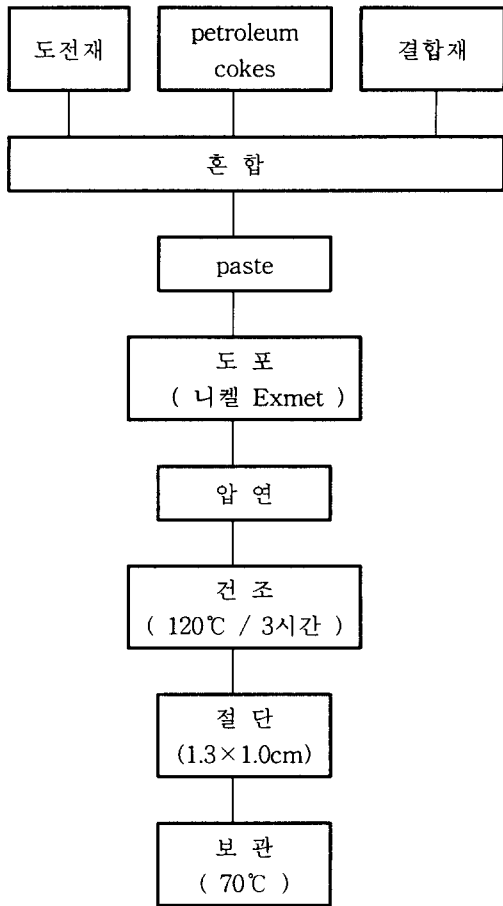 도전재
petroleum
cokes
결합재
혼 합
paste
도 포
( 니켈 Exmet )
압 연
건 조
( 120℃ / 3시간 )
절 단
(1.3×1.0cm)
보 관
( 70℃ )